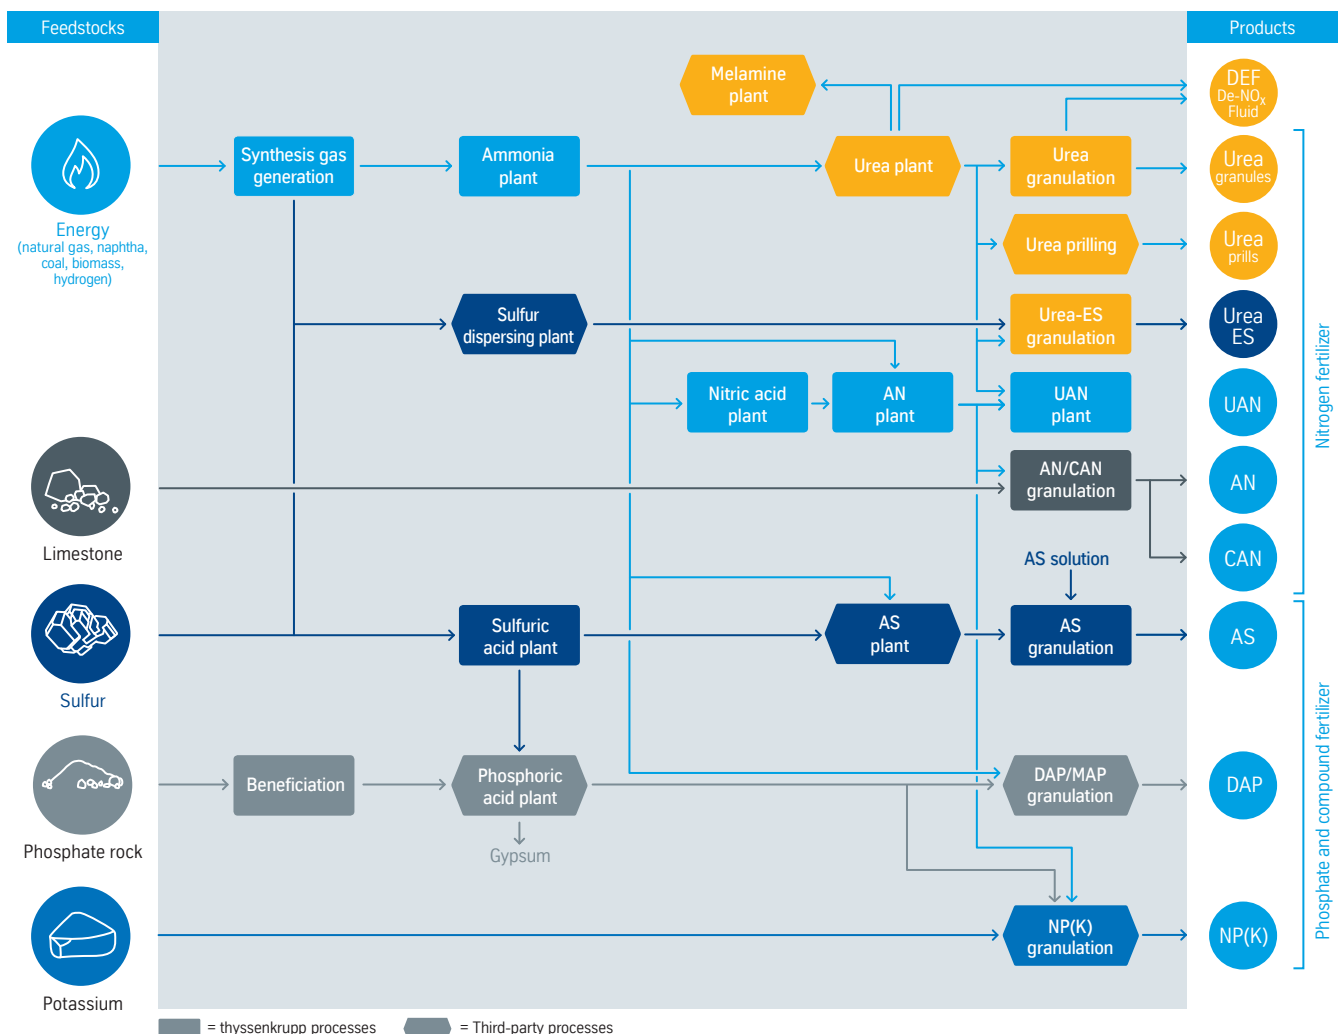 Feedstocks
Products
Melamine
plant
DEF
De-NOx
Fluid
Synthesis gas
generation
Ammonia
plant
Urea plant
Urea
granulation
Urea
granules
Energy
(natural gas, naphtha,
coal, biomass,
hydrogen)
Urea prilling
Urea
prills
Sulfur
dispersing plant
Urea-ES
granulation
Urea
ES
Nitric acid
plant
AN
plant
UAN
plant
UAN
Nitrogen fertilizer
AN/CAN
granulation
AN
Limestone
AS solution
CAN
Sulfuric
acid plant
AS
plant
AS
granulation
AS
Sulfur
Beneficiation
Phosphoric
acid plant
DAP/MAP
granulation
DAP
Phosphate rock
Gypsum
Phosphate and compound fertilizer
NP(K)
granulation
NP(K)
Potassium
= thyssenkrupp processes
= Third-party processes